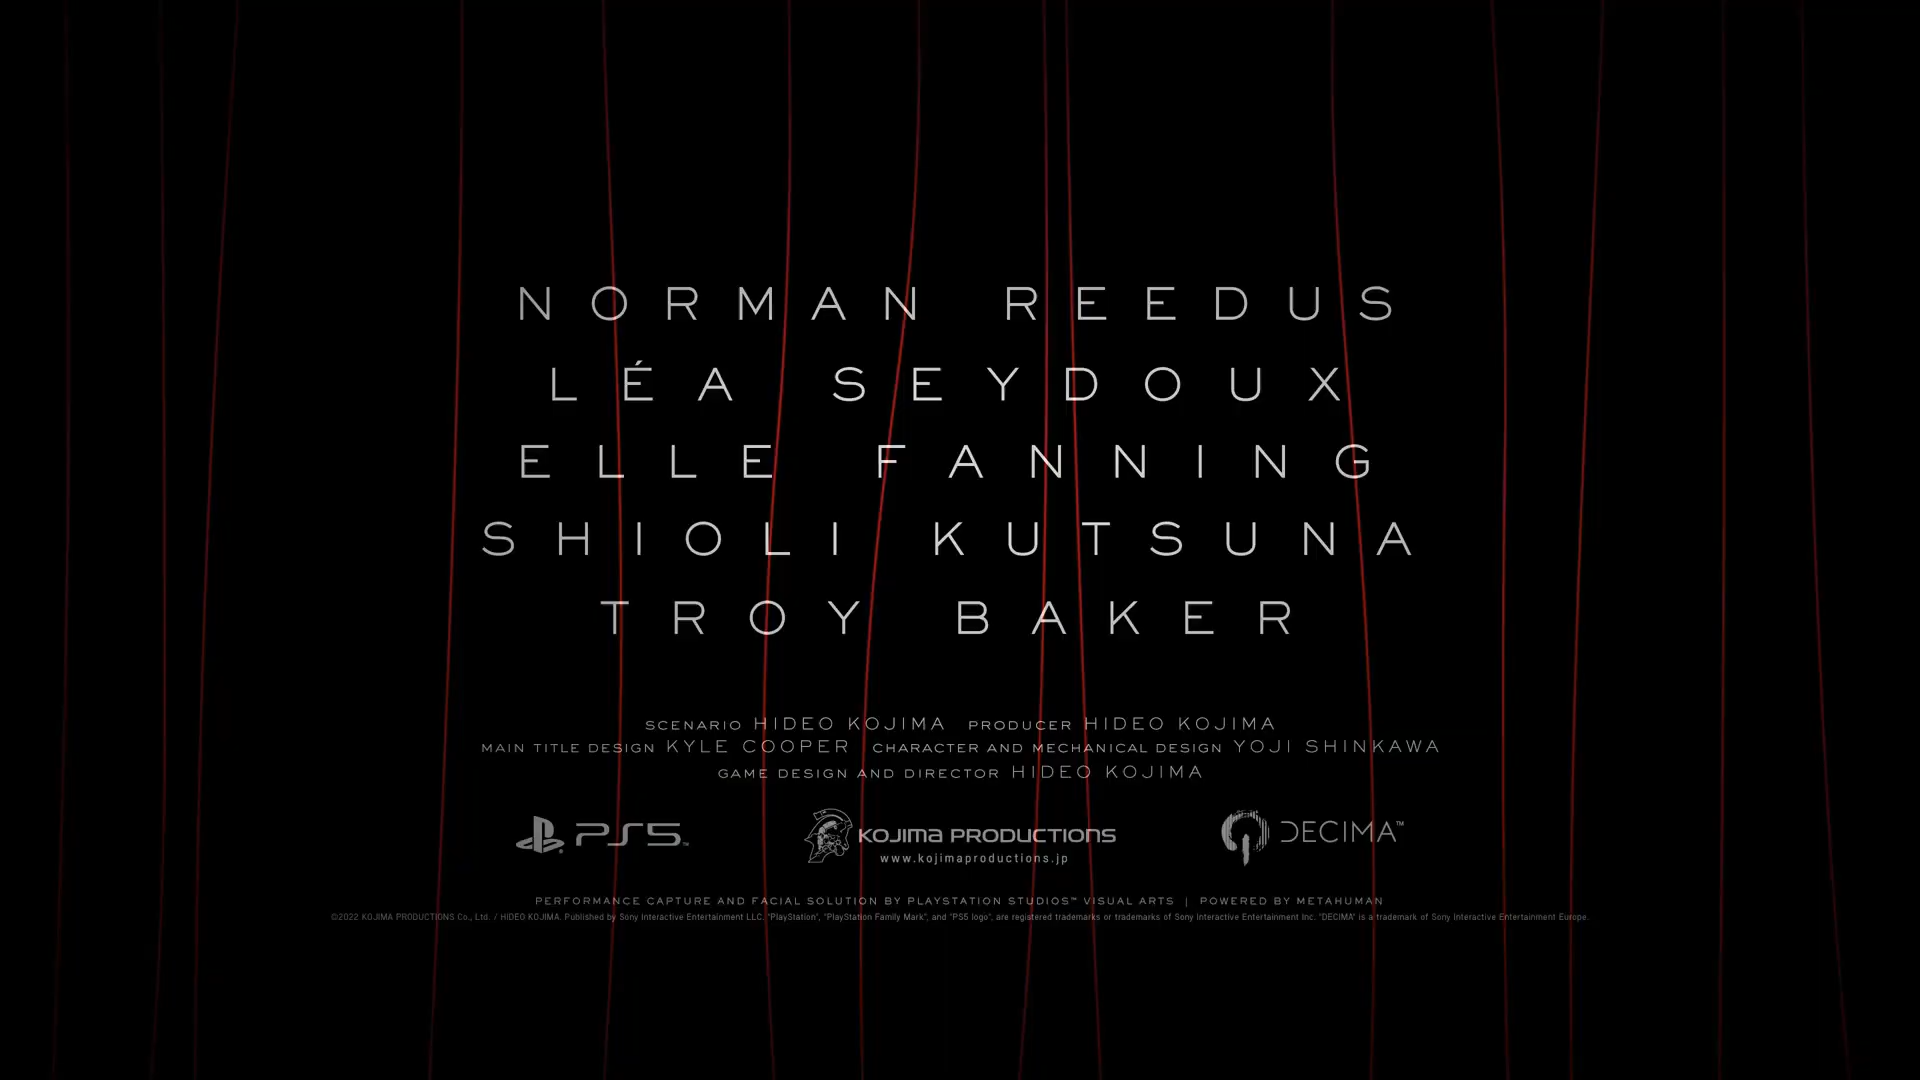 NORMAN REEDUS
LÉA SEYDOUX
ELLE FANNING
SHIOLI KUTSUNA
TROY BAKER
SCENARIO HIDEO KOJIMA PRODUCER HIDEO KOJIMA
MAIN TITLE DESIGN KYLE COOPER CHARACTER AND MECHANICAL DESIGN YOJI SHINKAWA
GAME DESIGN AND DIRECTOR HIDEO KOJIMA
PS5™ KOJIMA PRODUCTIONS DECIMA™
www.kojimaproductions.jp
PERFORMANCE CAPTURE AND FACIAL SOLUTION BY PLAYSTATION STUDIOS™ VISUAL ARTS | POWERED BY METAHUMAN
©2022 KOJIMA PRODUCTIONS Co., Ltd. / HIDEO KOJIMA. Published by Sony Interactive Entertainment LLC. "PlayStation", "PlayStation Family Mark", and "PS5 logo", are registered trademarks or trademarks of Sony Interactive Entertainment Inc. "DECIMA" is a trademark of Sony Interactive Entertainment Europe.